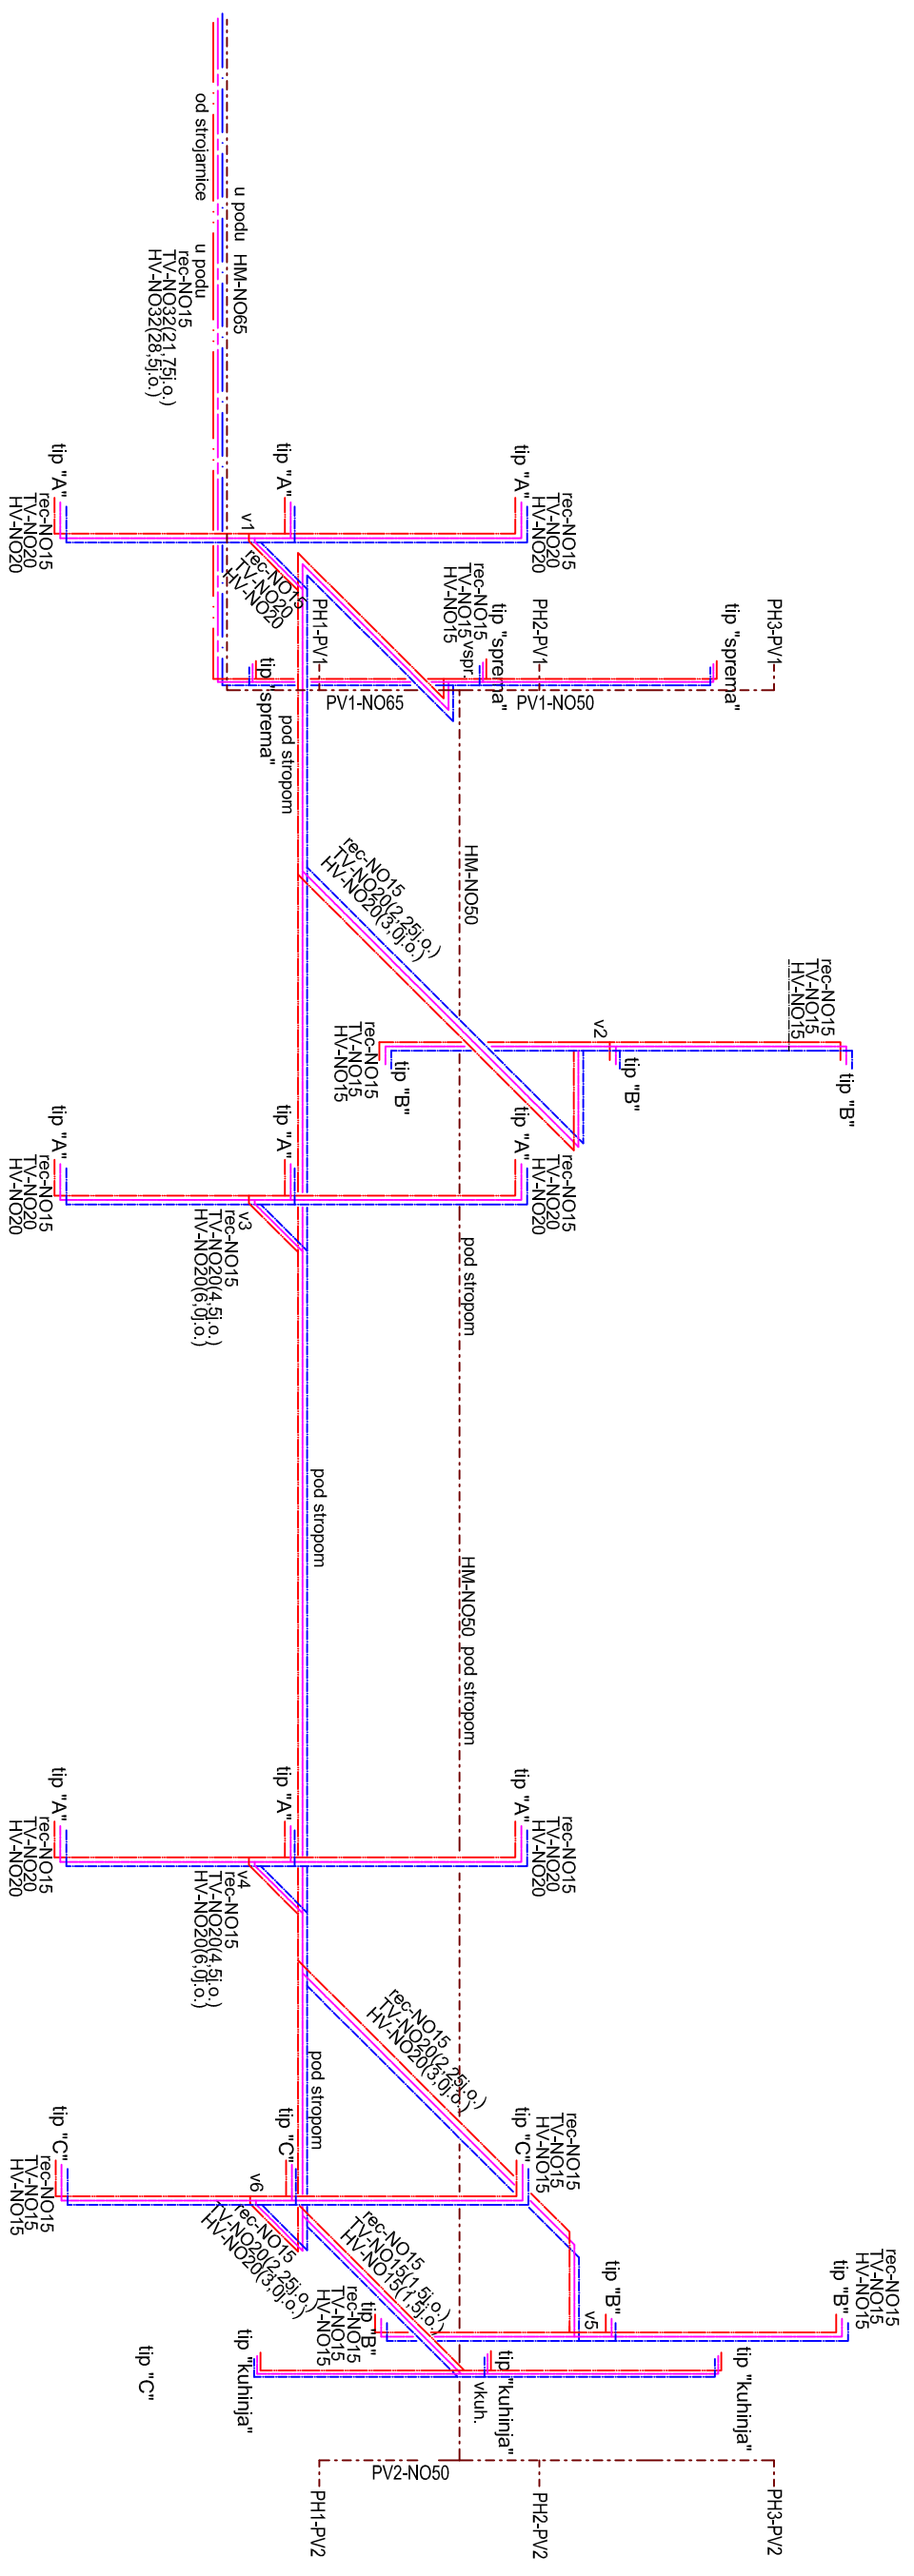 od strojarnice
u podu HM-NO65
u podu
rec-NO15
TV-NO32(21,75j.o.)
HV-NO32(28,5j.o.)
tip "A"
rec-NO15
TV-NO20
HV-NO20
tip "A"
v1
rec-NO15
TV-NO20
HV-NO20
tip "A"
rec-NO15
TV-NO20
HV-NO20
PH1-PV1
rec-NO15
TV-NO15
HV-NO15
vspr.
tip "sprema"
PH2-PV1
tip "sprema"
PH3-PV1
tip "sprema"
PV1-NO65
PV1-NO50
pod stropom
HM-NO50
rec-NO15
TV-NO20(2,25j.o.)
HV-NO20(3,0j.o.)
rec-NO15
TV-NO15
HV-NO15
tip "B"
v2
tip "B"
rec-NO15
TV-NO15
HV-NO15
tip "B"
tip "A"
rec-NO15
TV-NO20
HV-NO20
tip "A"
v3
rec-NO15
TV-NO20(4,5j.o.)
HV-NO20(6,0j.o.)
tip "A"
rec-NO15
TV-NO20
HV-NO20
pod stropom
pod stropom
HM-NO50 pod stropom
tip "A"
rec-NO15
TV-NO20
HV-NO20
tip "A"
v4
rec-NO15
TV-NO20(4,5j.o.)
HV-NO20(6,0j.o.)
tip "A"
rec-NO15
TV-NO20
HV-NO20
rec-NO15
TV-NO20(2,25j.o.)
HV-NO20(3,0j.o.)
pod stropom
tip "C"
rec-NO15
TV-NO15
HV-NO15
tip "C"
v6
rec-NO15
TV-NO20(2,25j.o.)
HV-NO20(3,0j.o.)
tip "C"
rec-NO15
TV-NO15
HV-NO15
rec-NO15
TV-NO15(1,5j.o.)
HV-NO15(1,5j.o.)
rec-NO15
TV-NO15
HV-NO15
tip "B"
v5
tip "B"
tip "B"
rec-NO15
TV-NO15
HV-NO15
tip "C"
tip "kuhinja"
vkuh.
tip "kuhinja"
tip "kuhinja"
PV2-NO50
PH1-PV2
PH2-PV2
PH3-PV2